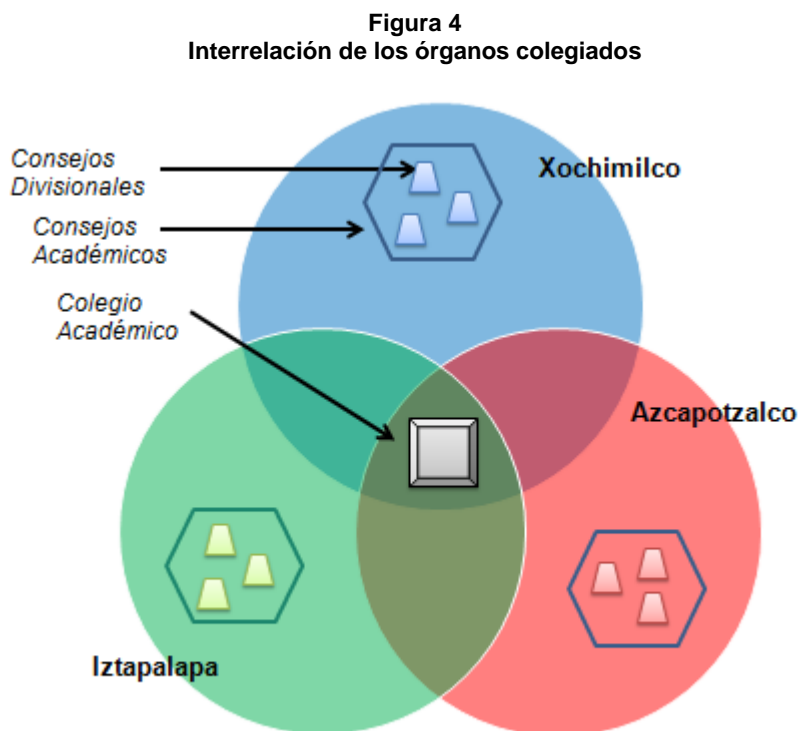 Figura 4
Interrelación de los órganos colegiados
Consejos
Divisionales
Xochimilco
Consejos
Académicos
Colegio
Académico
Azcapotzalco
Iztapalapa